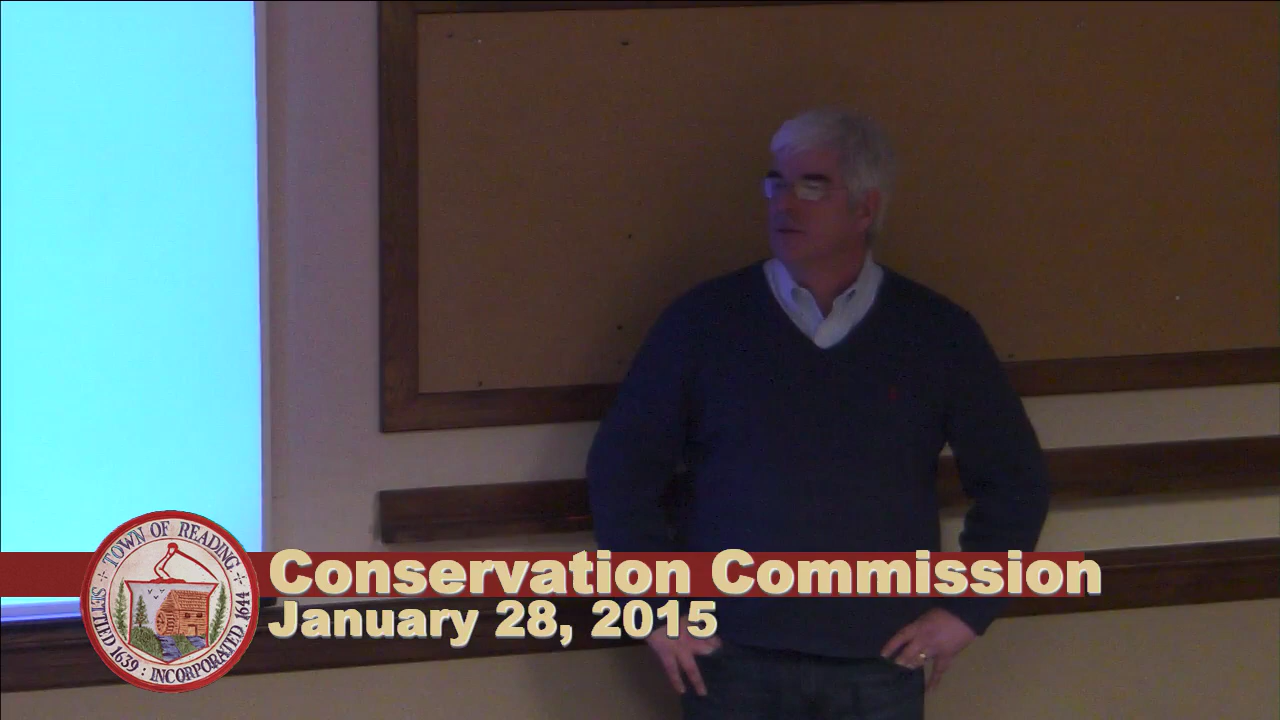 TOWN OF READING
SETTLED 1639 : INCORPORATED 1644
Conservation Commission
January 28, 2015